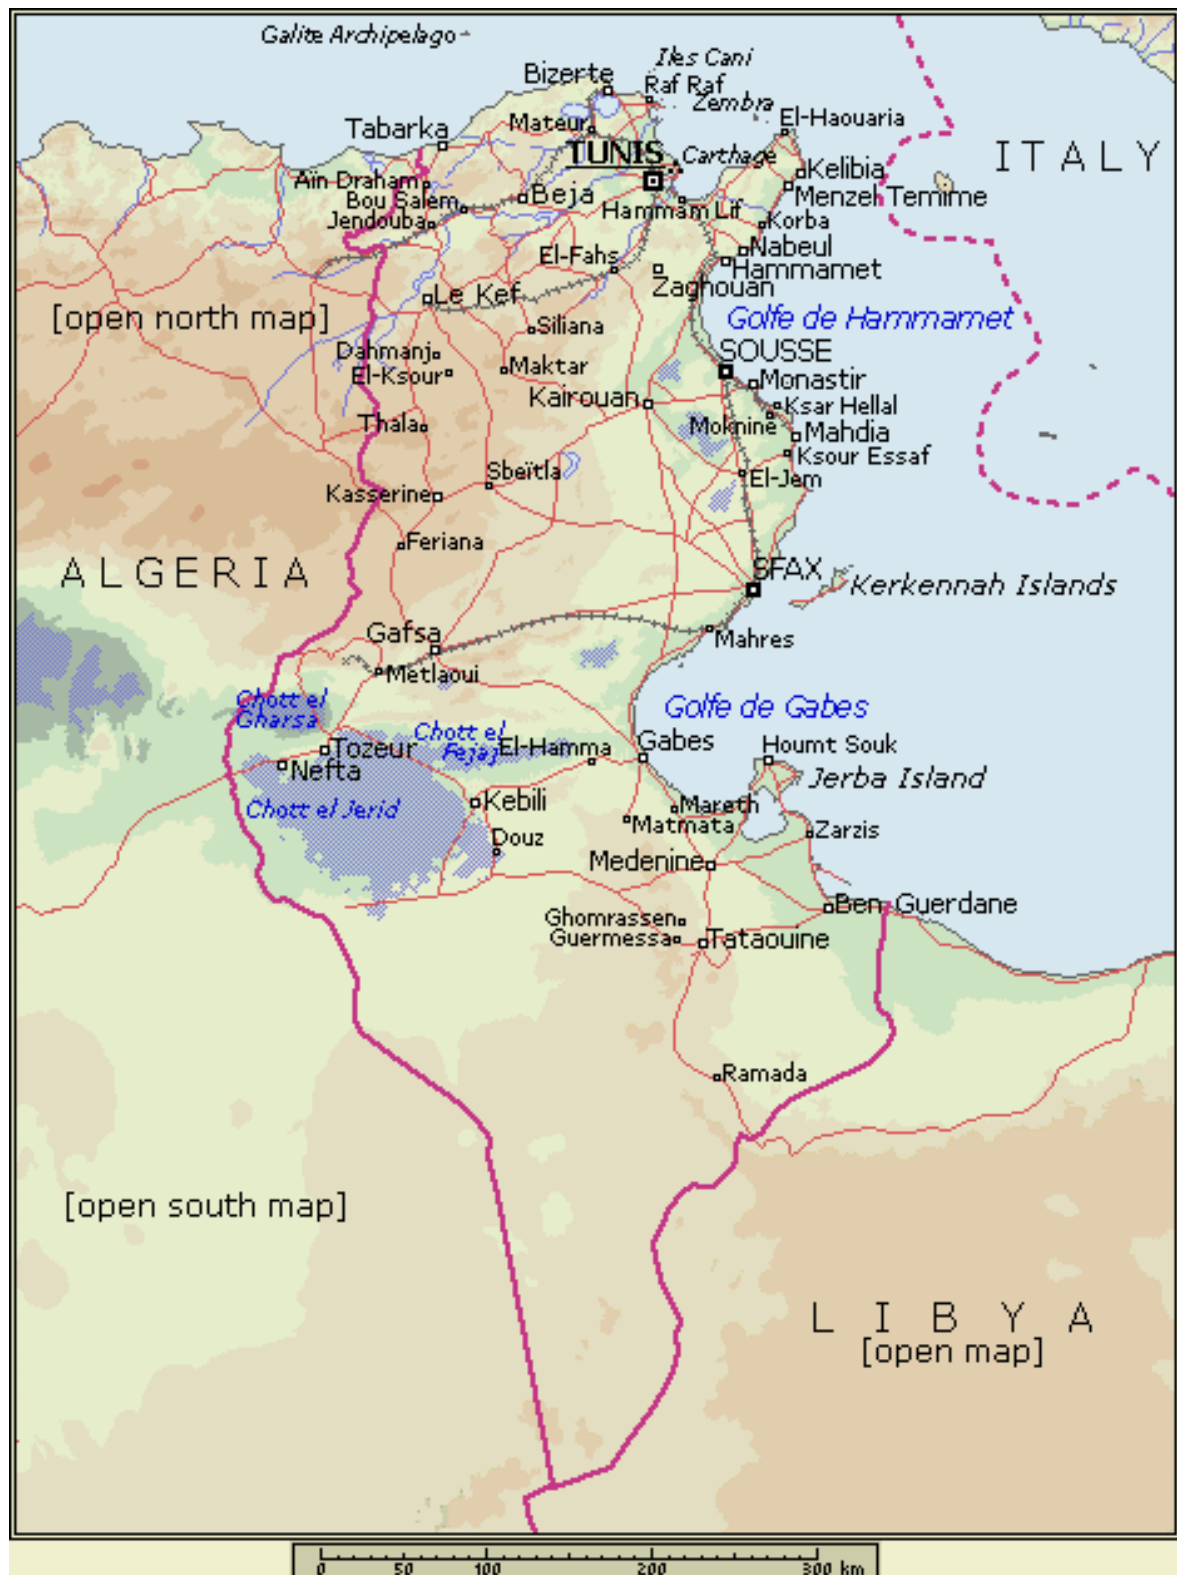 Galite Archipelago
Iles Cani
Bizerte
Raf Raf
Zembra
El-Haouaria
Mateur
Tabarka
TUNIS
Carthage
ITALY
Kelibia
Aïn Draham
Menzel Temime
Bou Salem
Beja
Hammam Lif
Jendouba
Korba
Nabeul
El-Fahs
Hammamet
Zaghouan
Le Kef
[open north map]
Siliana
Golfe de Hammamet
Dahmanj
SOUSSE
El-Ksour
Maktar
Monastir
Kairouan
Ksar Hellal
Thala
Moknine
Mahdia
Ksour Essaf
Sbeïtla
El-Jem
Kasserine
Feriana
ALGERIA
SFAX
Kerkennah Islands
Gafsa
Mahres
Metlaoui
Chott el
Gharsa
Golfe de Gabes
Chott el
Fejaj
El-Hamma
Gabes
Houmt Souk
Tozeur
Nefta
Jerba Island
Chott el Jerid
Kebili
Mareth
Matmata
Zarzis
Douz
Medenine
Ben Guerdane
Ghomrassen
Guermessa
Tataouine
Ramada
[open south map]
LIBYA
[open map]
0 50 100 200 300 km